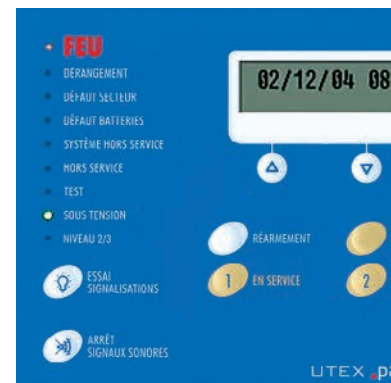 FEU
DÉRANGEMENT
DÉFAUT SECTEUR
DÉFAUT BATTERIES
SYSTÈME HORS SERVICE
HORS SERVICE
TEST
SOUS TENSION
NIVEAU 2/3
ESSAI
SIGNALISATIONS
ARRÊT
SIGNAUX SONORES
02/12/04 08
RÉARMEMENT
1 EN SERVICE 2
UTEX